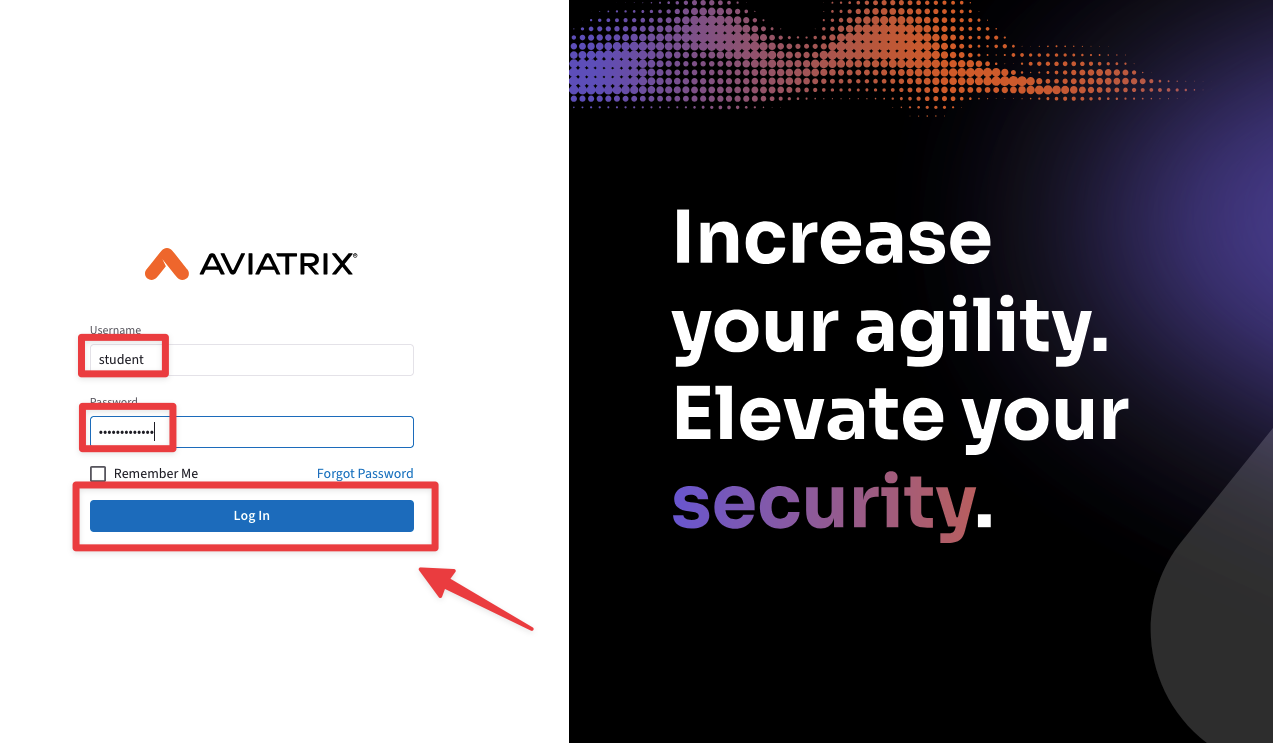 AVIATRIX®
Username
student
Password
•••••••••••••
Remember Me
Forgot Password
Log In
Increase
your agility.
Elevate your
security.